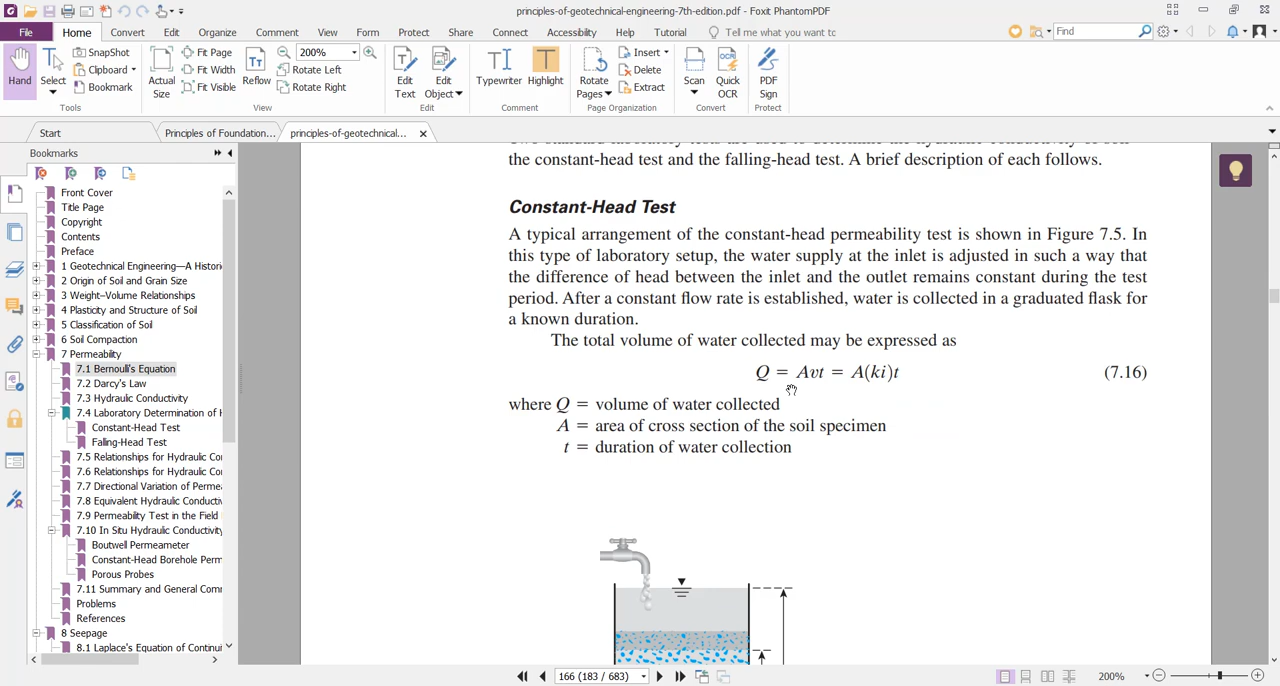 principles-of-geotechnical-engineering-7th-edition.pdf - Foxit PhantomPDF
File Home Convert Edit Organize Comment View Form Protect Share Connect Accessibility Help Tutorial Tell me what you want to Find
Hand
Select
SnapShot
Clipboard
Bookmark
Tools
Actual Size
Fit Page
Fit Width
Fit Visible
Reflow
200%
Rotate Left
Rotate Right
View
Edit Text
Edit Object
Edit
Typewriter
Highlight
Comment
Rotate Pages
Insert
Delete
Extract
Page Organization
Scan
Quick OCR
Convert
PDF Sign
Protect
Start Principles of Foundation... principles-of-geotechnical...
Bookmarks
Front Cover
Title Page
Copyright
Contents
Preface
1 Geotechnical Engineering—A Histori
2 Origin of Soil and Grain Size
3 Weight–Volume Relationships
4 Plasticity and Structure of Soil
5 Classification of Soil
6 Soil Compaction
7 Permeability
7.1 Bernoulli's Equation
7.2 Darcy's Law
7.3 Hydraulic Conductivity
7.4 Laboratory Determination of H
Constant-Head Test
Falling-Head Test
7.5 Relationships for Hydraulic Co
7.6 Relationships for Hydraulic Co
7.7 Directional Variation of Perme
7.8 Equivalent Hydraulic Conducti
7.9 Permeability Test in the Field
7.10 In Situ Hydraulic Conductivity
Boutwell Permeameter
Constant-Head Borehole Perm
Porous Probes
7.11 Summary and General Comm
Problems
References
8 Seepage
8.1 Laplace's Equation of Continui
Two standard laboratory tests are used to determine the hydraulic conductivity of soil—
the constant-head test and the falling-head test. A brief description of each follows.
Constant-Head Test
A typical arrangement of the constant-head permeability test is shown in Figure 7.5. In
this type of laboratory setup, the water supply at the inlet is adjusted in such a way that
the difference of head between the inlet and the outlet remains constant during the test
period. After a constant flow rate is established, water is collected in a graduated flask for
a known duration.
The total volume of water collected may be expressed as
Q = Avt = A(ki)t (7.16)
where Q = volume of water collected
A = area of cross section of the soil specimen
t = duration of water collection
166 (183 / 683)
200%